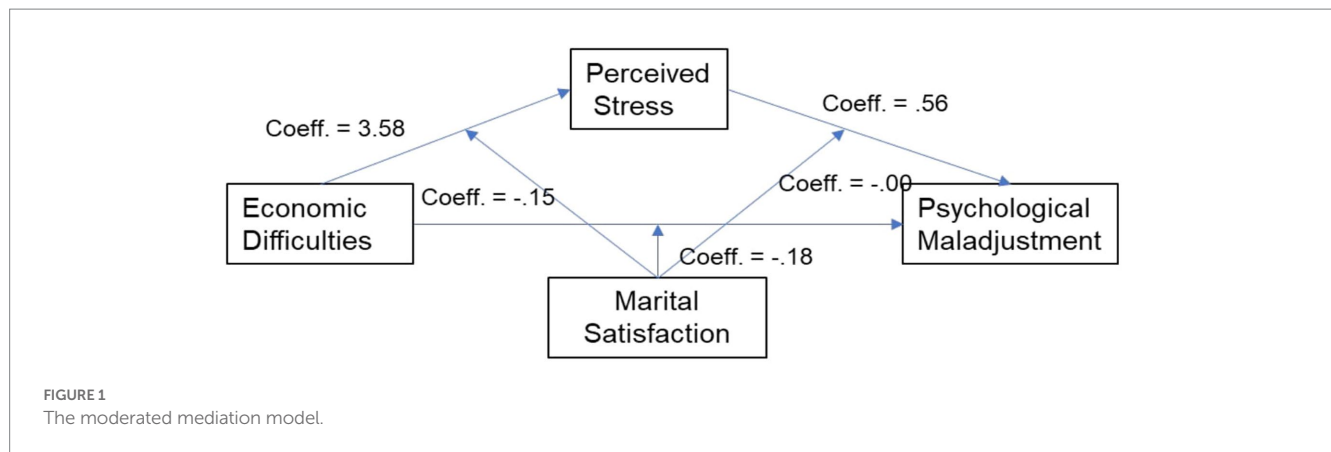 Perceived
Stress
Coeff. = .56
Coeff. = 3.58
Coeff. = -.15
Coeff. = -.00
Economic
Difficulties
Psychological
Maladjustment
Coeff. = -.18
Marital
Satisfaction
FIGURE 1
The moderated mediation model.